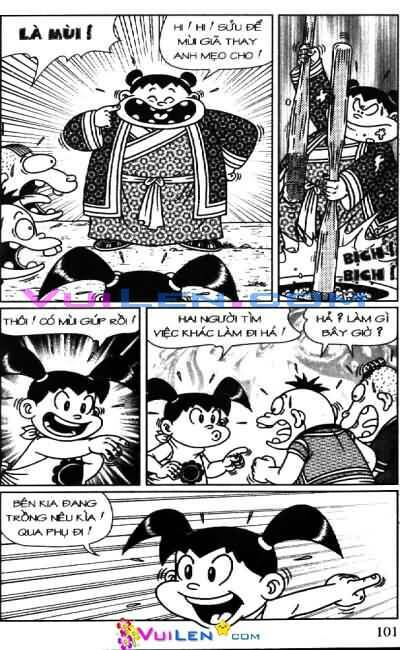 LÀ MÙI!
HI! HI! SỬU ĐỂ
MÙI GIÃ THAY
ANH MẸO CHO!
BỊCH!
BỊCH!
VUILEN.COM
THÔI! CÓ MÙI GIÚP RỒI!
HAI NGƯỜI TÌM
VIỆC KHÁC LÀM ĐI HÁ!
HẢ? LÀM GÌ
BÂY GIỜ?
BÊN KIA ĐANG
TRỒNG NÊU KÌA!
QUA PHỤ ĐI!
101
VUILEN.COM